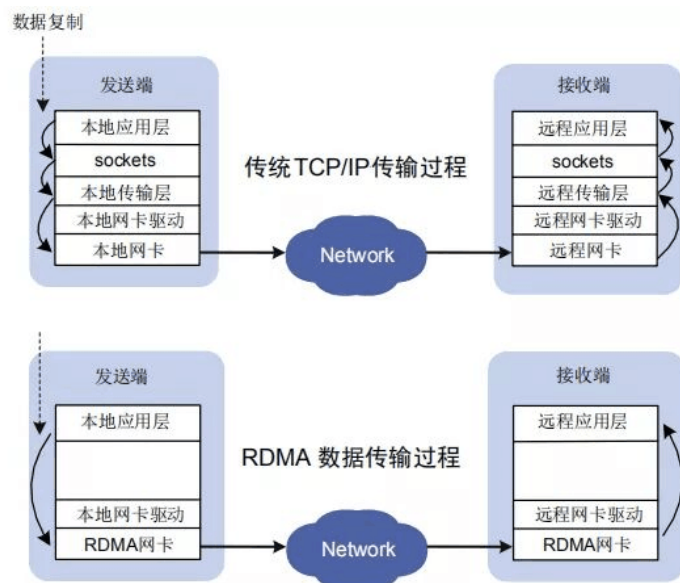 数据复制
发送端
接收端
本地应用层
远程应用层
sockets
传统TCP/IP传输过程
sockets
本地传输层
远程传输层
本地网卡驱动
远程网卡驱动
本地网卡
Network
远程网卡
发送端
接收端
本地应用层
远程应用层
RDMA 数据传输过程
本地网卡驱动
远程网卡驱动
RDMA网卡
Network
RDMA网卡